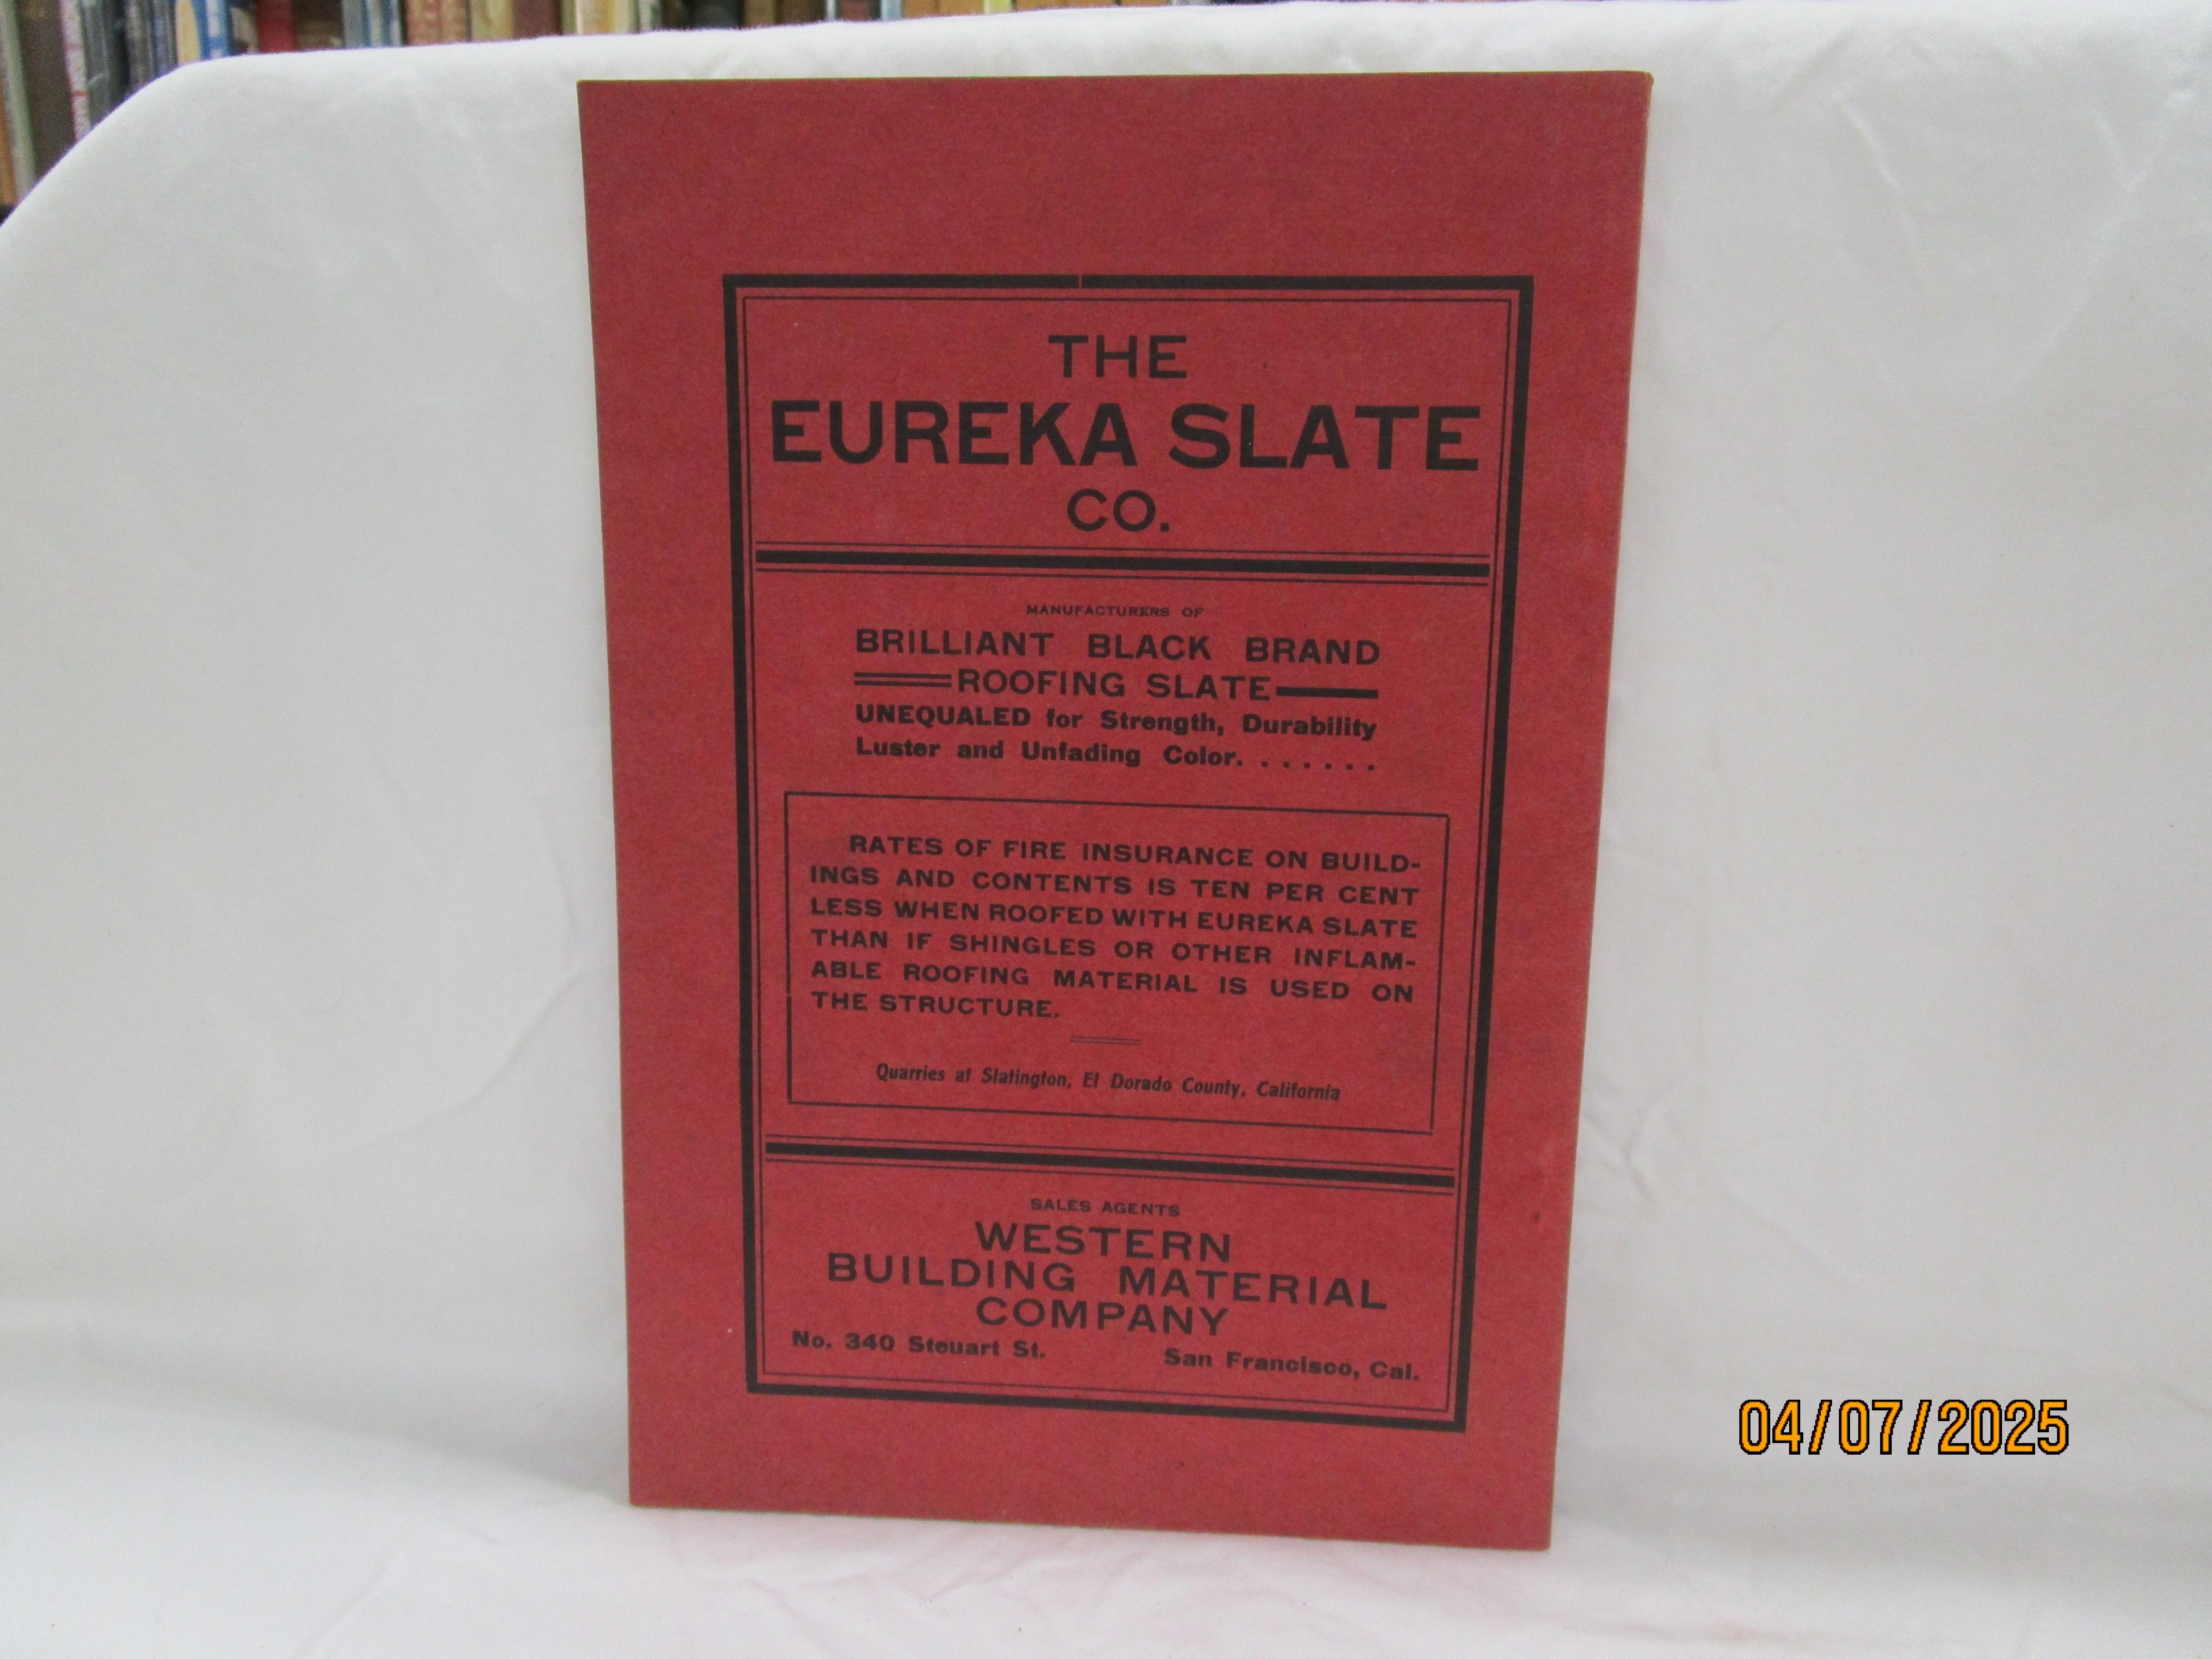 THE
EUREKA SLATE
CO.
MANUFACTURERS OF
BRILLIANT BLACK BRAND
ROOFING SLATE
UNEQUALED for Strength, Durability
Luster and Unfading Color. . . . . . .
RATES OF FIRE INSURANCE ON BUILD-
INGS AND CONTENTS IS TEN PER CENT
LESS WHEN ROOFED WITH EUREKA SLATE
THAN IF SHINGLES OR OTHER INFLAM-
ABLE ROOFING MATERIAL IS USED ON
THE STRUCTURE.
Quarries at Slatington, El Dorado County, California
SALES AGENTS
WESTERN
BUILDING MATERIAL
COMPANY
No. 340 Steuart St. San Francisco, Cal.
04/07/2025